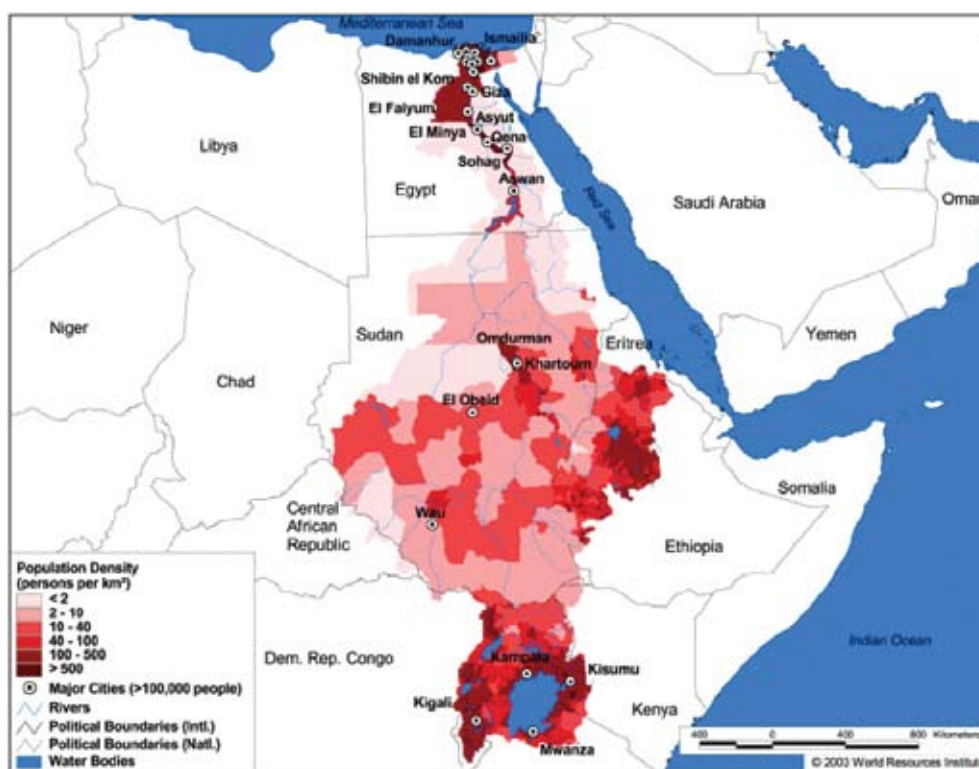 Mediterranean Sea
Damanhur
Ismailia
Shibin el Kom
Giza
El Faiyum
Asyut
El Minya
Qena
Sohag
Aswan
Libya
Egypt
Red Sea
Saudi Arabia
Oman
Niger
Chad
Sudan
Omdurman
Khartoum
Eritrea
Yemen
El Obeid
Wau
Central
African
Republic
Ethiopia
Somalia
Dem. Rep. Congo
Kampala
Kisumu
Kigali
Kenya
Mwanza
Indian Ocean
Population Density
(persons per km²)
< 2
2 - 10
10 - 40
40 - 100
100 - 500
> 500
Major Cities (>100,000 people)
Rivers
Political Boundaries (Intl.)
Political Boundaries (Natl.)
Water Bodies
400 0 400 800 Kilometers
© 2003 World Resources Institute